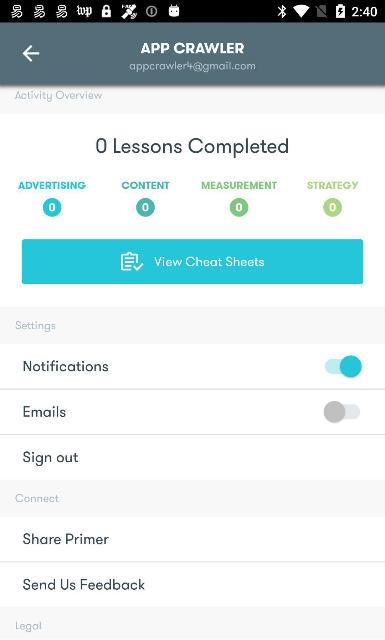 2:40
APP CRAWLER
appcrawler4@gmail.com
Activity Overview
0 Lessons Completed
ADVERTISING CONTENT MEASUREMENT STRATEGY
0 0 0 0
View Cheat Sheets
Settings
Notifications
Emails
Sign out
Connect
Share Primer
Send Us Feedback
Legal